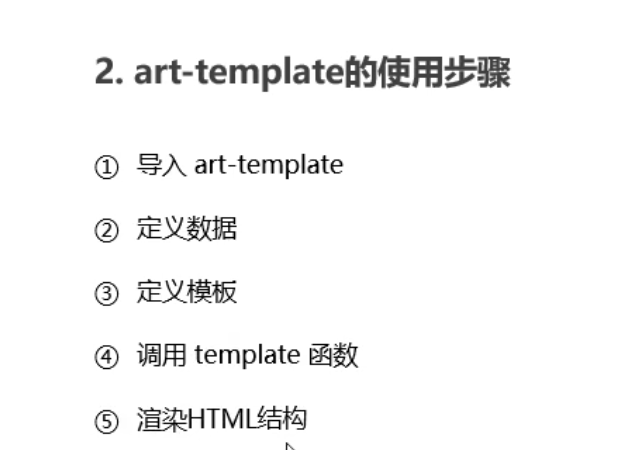 2. art-template的使用步骤
① 导入 art-template
② 定义数据
③ 定义模板
④ 调用 template 函数
⑤ 渲染HTML结构